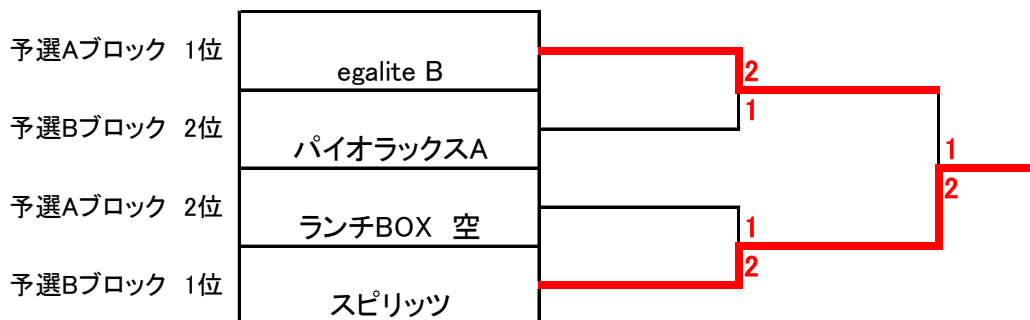 予選Aブロック 1位
egalite B
2
1
予選Bブロック 2位
パイオラックスA
1
2
予選Aブロック 2位
ランチBOX 空
1
2
予選Bブロック 1位
スピリッツ